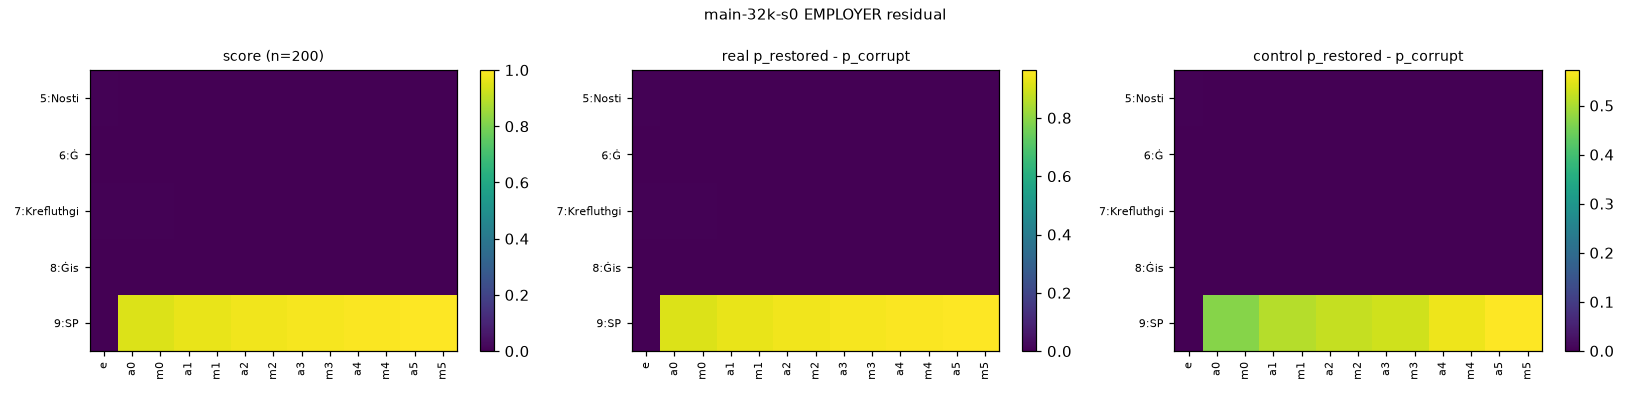 main-32k-s0 EMPLOYER residual
score (n=200)
5:Nosti
6:Ġ
7:Krefluthgi
8:Ġis
9:SP
e a0 m0 a1 m1 a2 m2 a3 m3 a4 m4 a5 m5
1.0
0.8
0.6
0.4
0.2
0.0
real p_restored - p_corrupt
5:Nosti
6:Ġ
7:Krefluthgi
8:Ġis
9:SP
e a0 m0 a1 m1 a2 m2 a3 m3 a4 m4 a5 m5
0.8
0.6
0.4
0.2
0.0
control p_restored - p_corrupt
5:Nosti
6:Ġ
7:Krefluthgi
8:Ġis
9:SP
e a0 m0 a1 m1 a2 m2 a3 m3 a4 m4 a5 m5
0.5
0.4
0.3
0.2
0.1
0.0